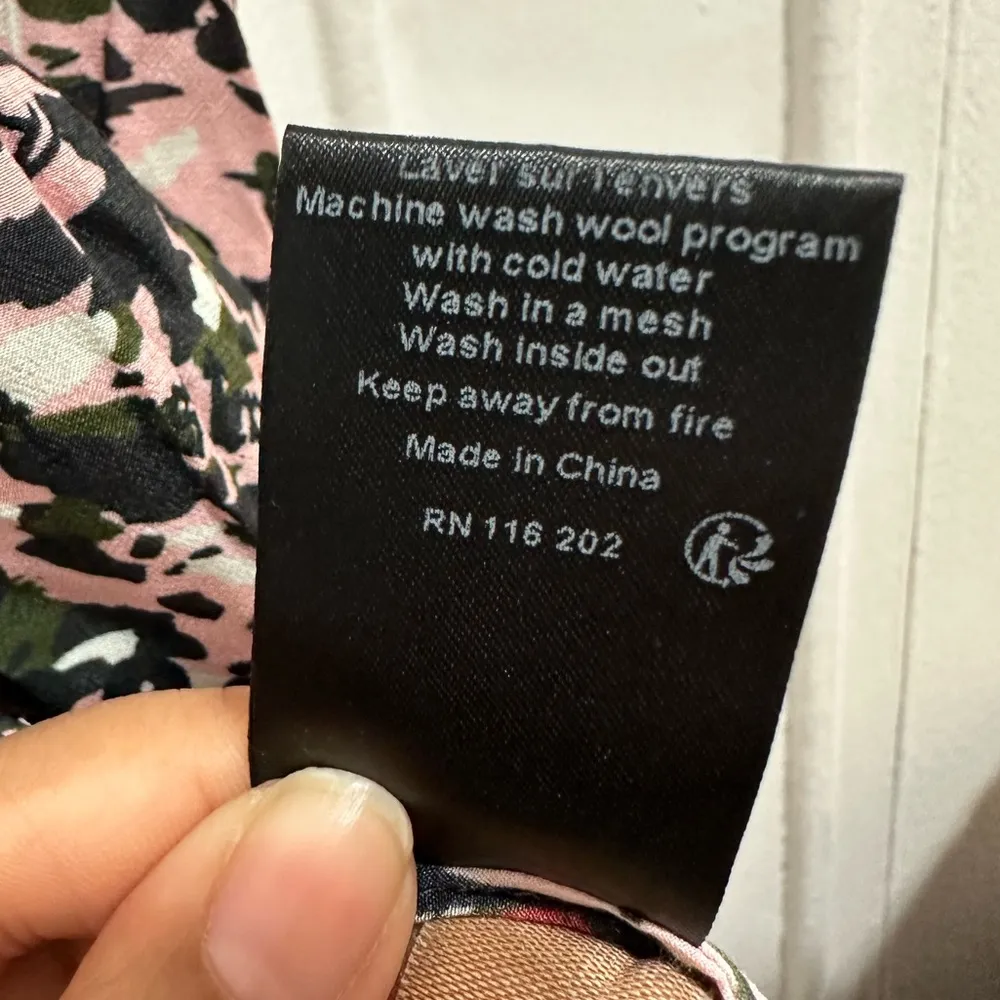 Laver sur l'envers
Machine wash wool program
with cold water
Wash in a mesh
Wash inside out
Keep away from fire
Made in China
RN 116 202